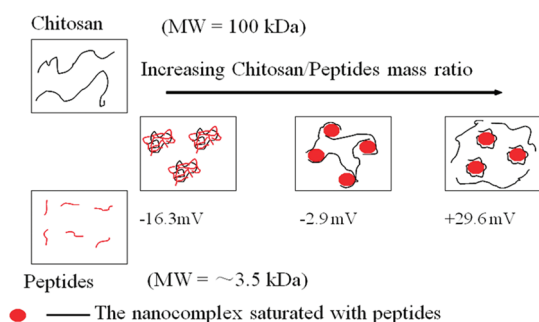 Chitosan (MW = 100 kDa)
Increasing Chitosan/Peptides mass ratio
-16.3mV -2.9mV +29.6mV
Peptides (MW = ~3.5 kDa)
The nanocomplex saturated with peptides